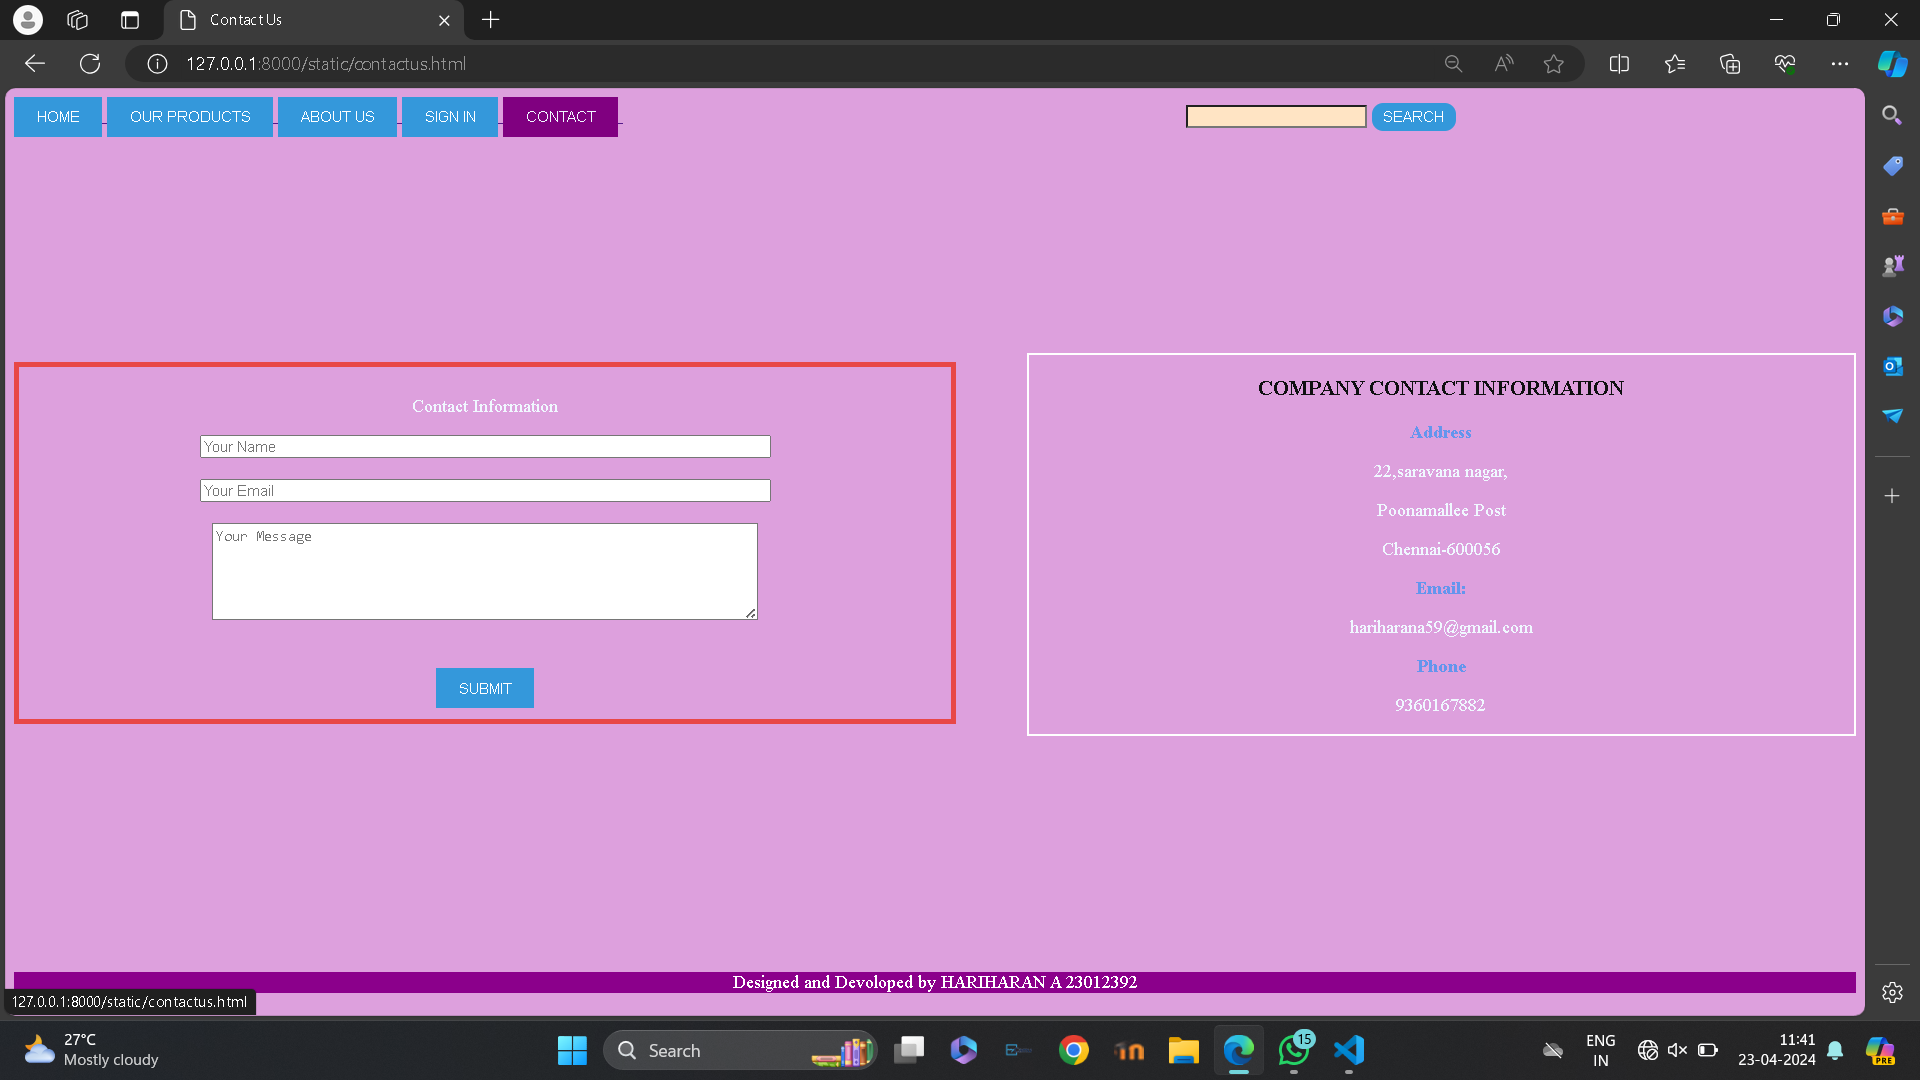 Contact Us
127.0.0.1:8000/static/contactus.html
HOME
OUR PRODUCTS
ABOUT US
SIGN IN
CONTACT
SEARCH
Contact Information
Your Name
Your Email
Your Message
SUBMIT
COMPANY CONTACT INFORMATION
Address
22,saravana nagar,
Poonamallee Post
Chennai-600056
Email:
hariharana59@gmail.com
Phone
9360167882
Designed and Devoloped by HARIHARAN A 23012392
127.0.0.1:8000/static/contactus.html
27°C
Mostly cloudy
Search
15
ENG
IN
11:41
23-04-2024
PRE